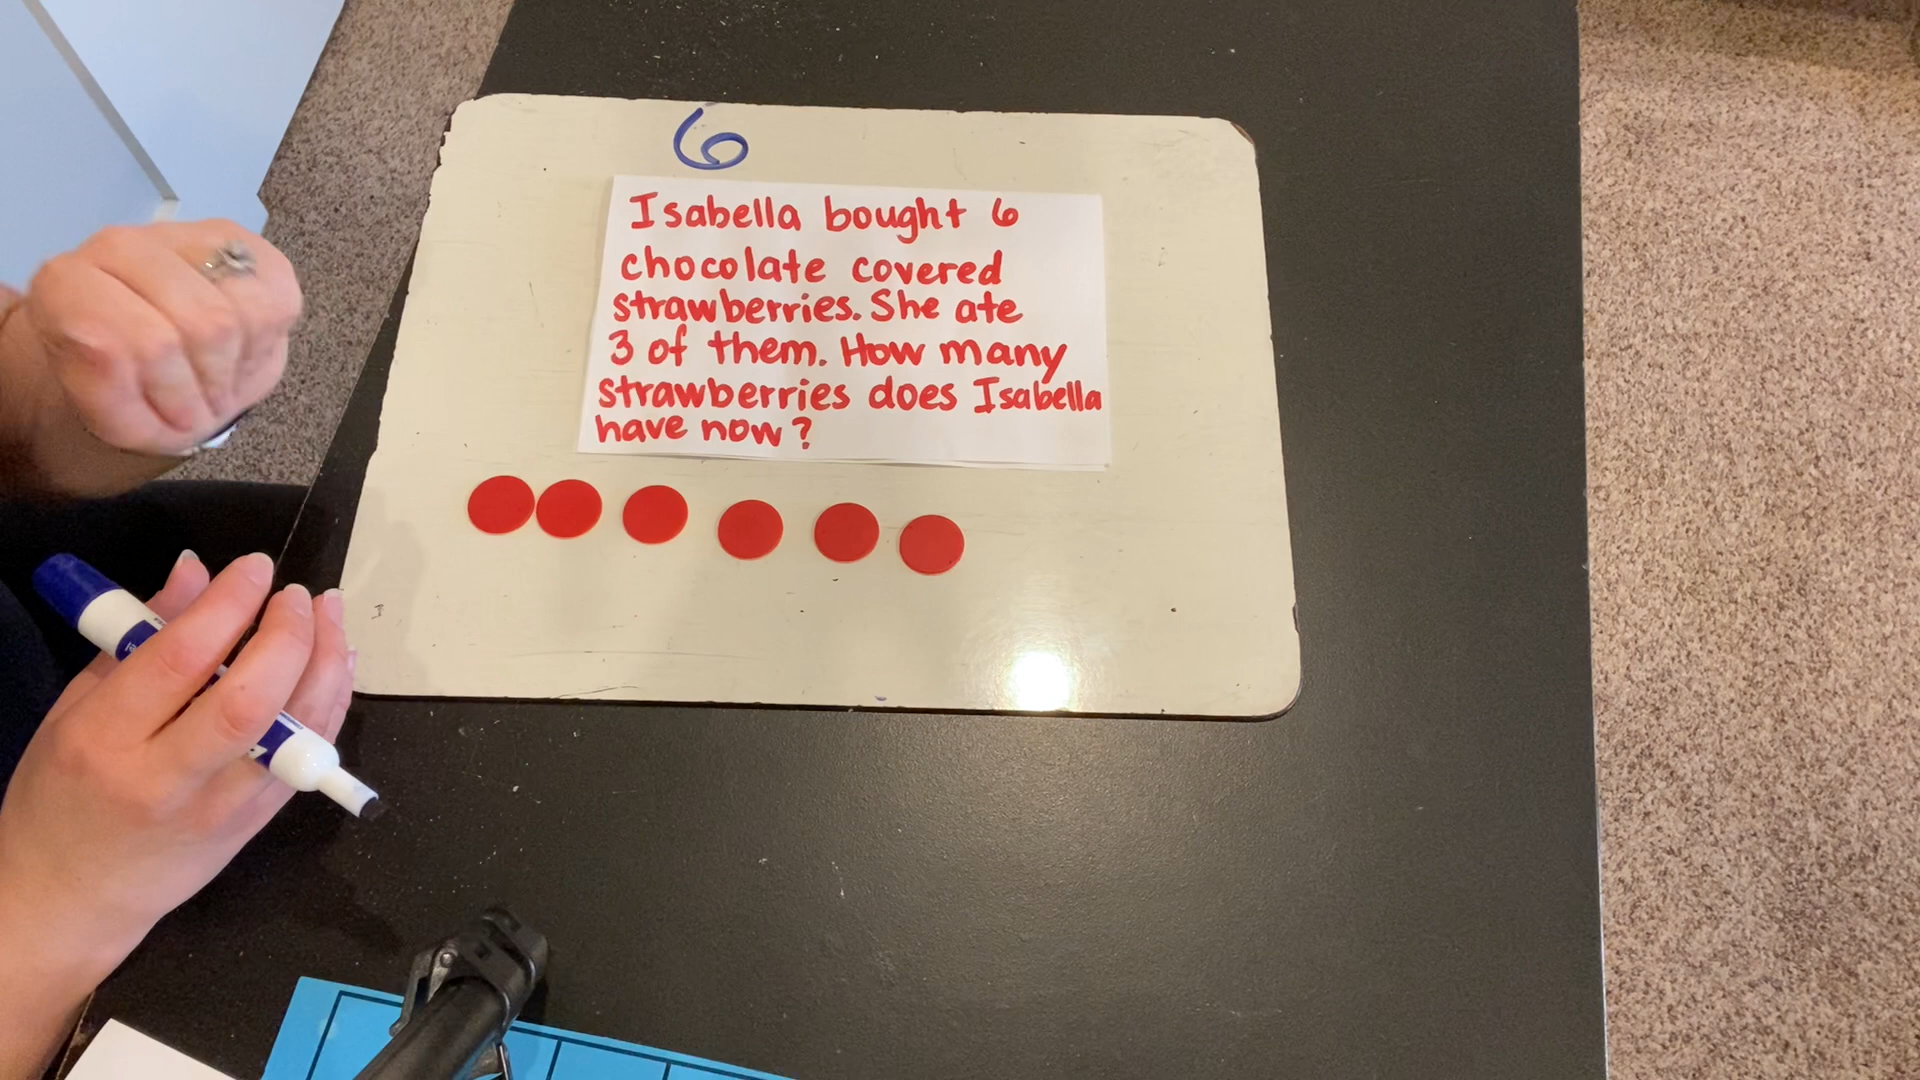 6
Isabella bought 6
chocolate covered
strawberries. She ate
3 of them. How many
strawberries does Isabella
have now?